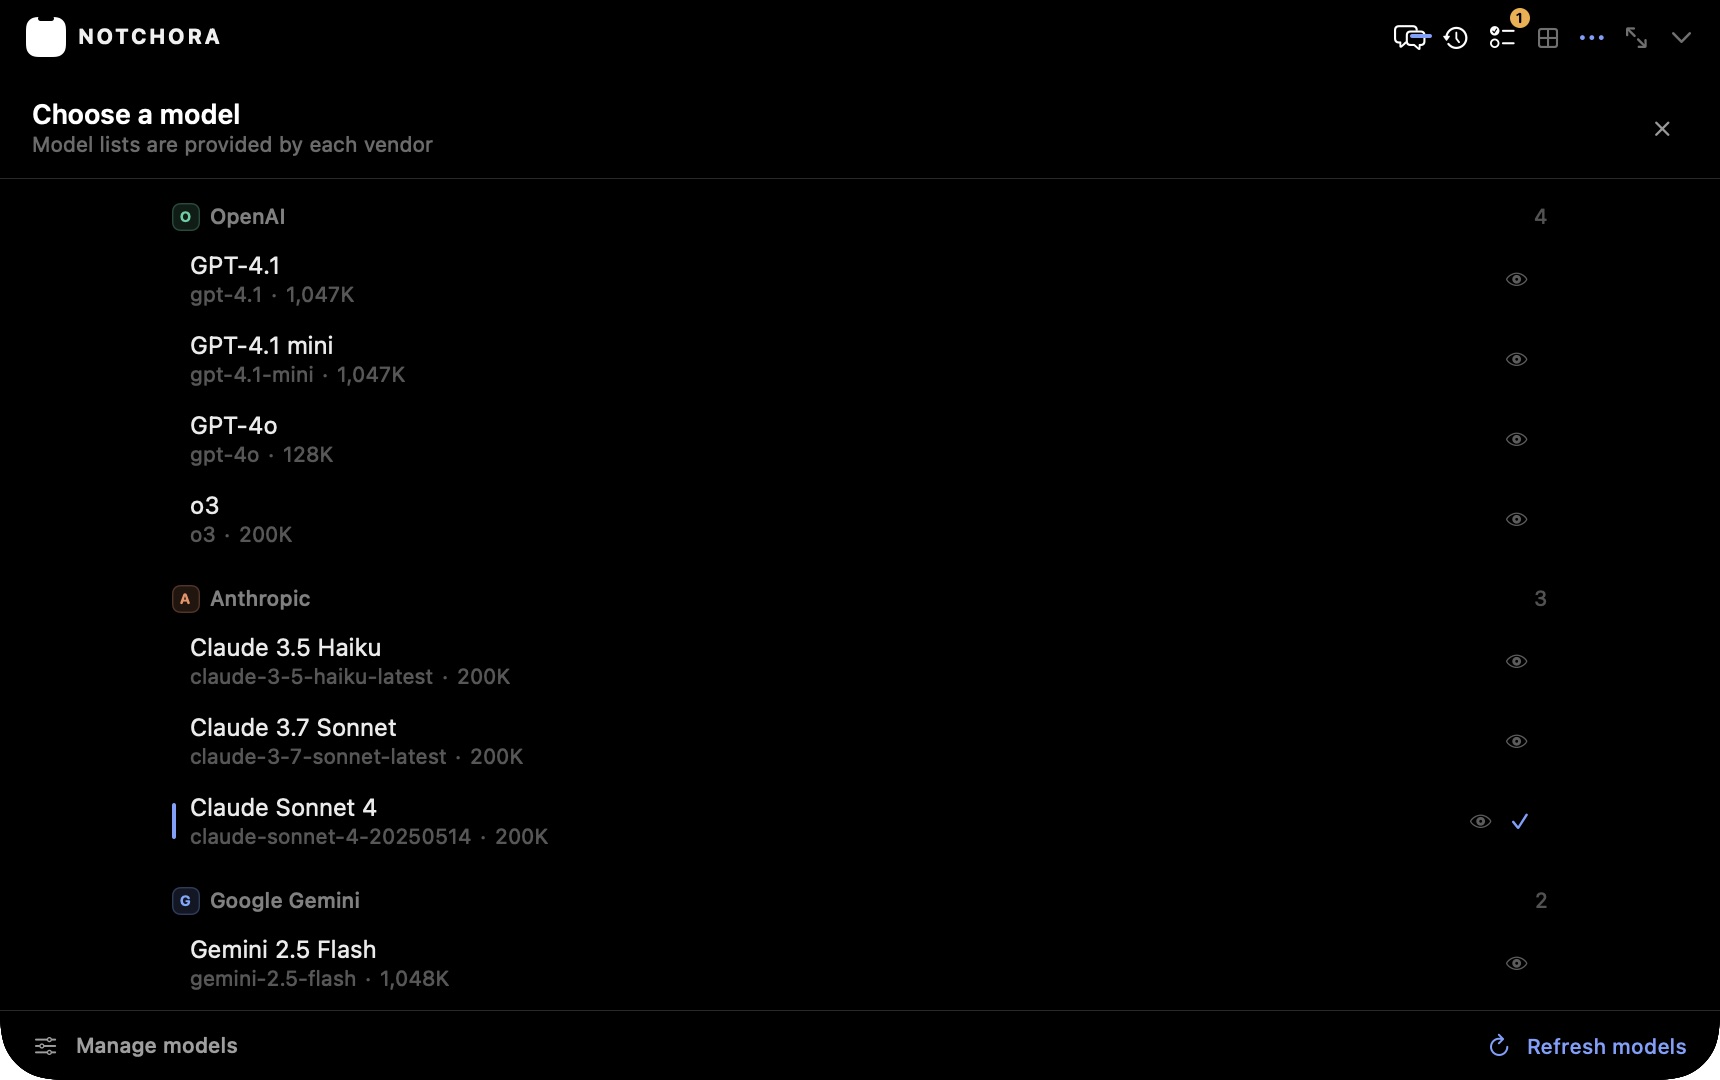 NOTCHORA
1
Choose a model
Model lists are provided by each vendor
O OpenAI 4
GPT-4.1
gpt-4.1 · 1,047K
GPT-4.1 mini
gpt-4.1-mini · 1,047K
GPT-4o
gpt-4o · 128K
o3
o3 · 200K
A Anthropic 3
Claude 3.5 Haiku
claude-3-5-haiku-latest · 200K
Claude 3.7 Sonnet
claude-3-7-sonnet-latest · 200K
Claude Sonnet 4
claude-sonnet-4-20250514 · 200K
G Google Gemini 2
Gemini 2.5 Flash
gemini-2.5-flash · 1,048K
Manage models
Refresh models